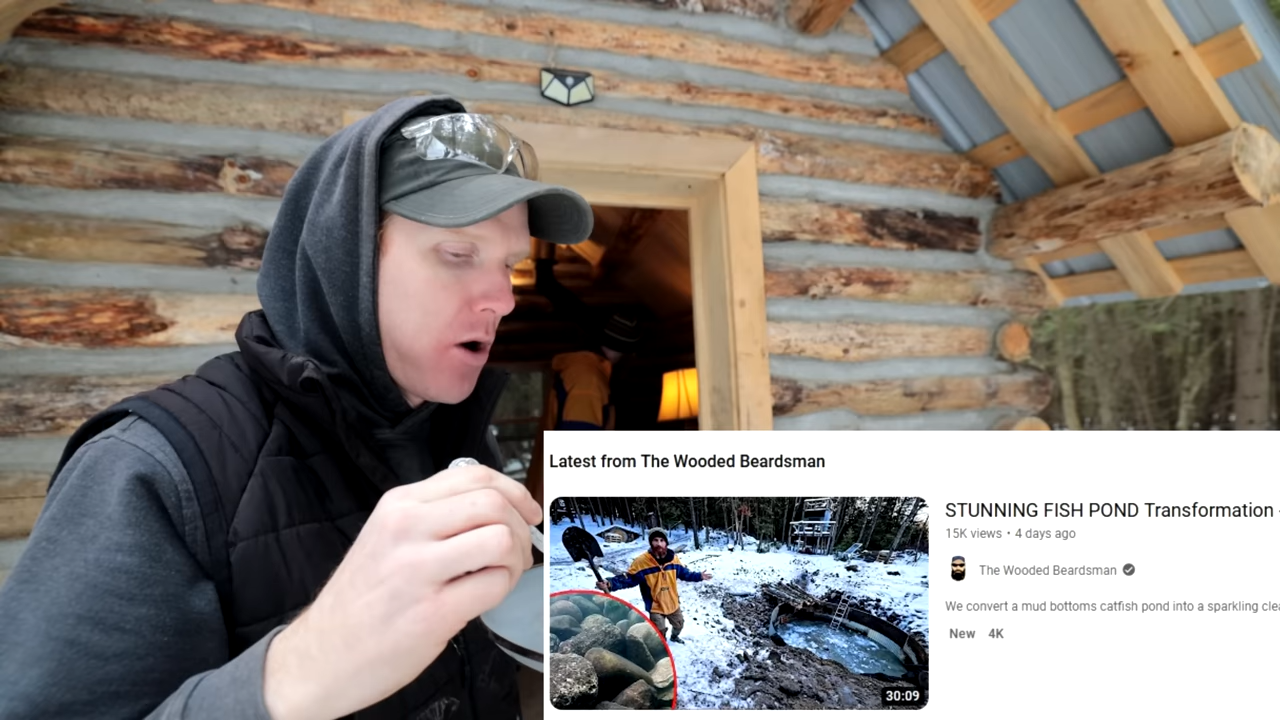 Latest from The Wooded Beardsman
STUNNING FISH POND Transformation
15K views • 4 days ago
The Wooded Beardsman
We convert a mud bottoms catfish pond into a sparkling
New 4K
30:09